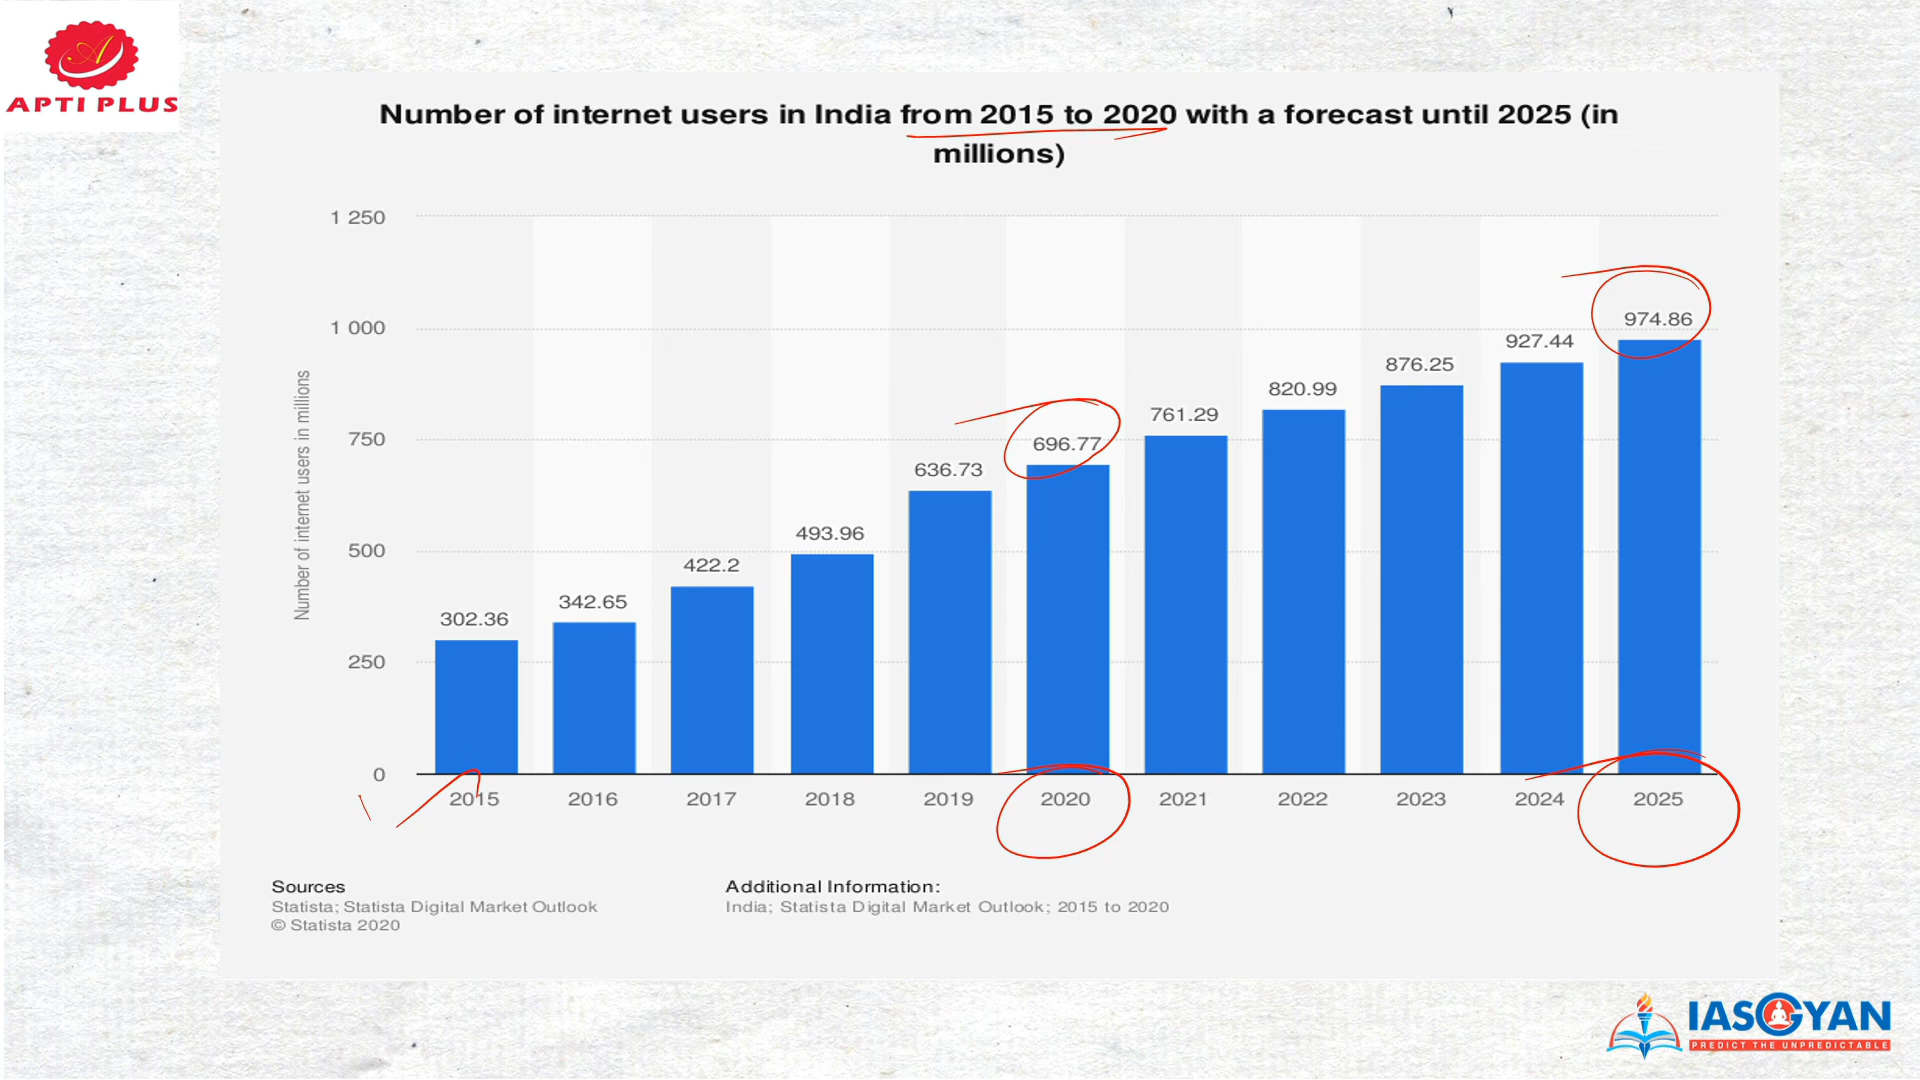 A
APTI PLUS
Number of internet users in India from 2015 to 2020 with a forecast until 2025 (in
millions)
Number of internet users in millions
1 250
1 000
750
500
250
0
302.36
342.65
422.2
493.96
636.73
696.77
761.29
820.99
876.25
927.44
974.86
2015 2016 2017 2018 2019 2020 2021 2022 2023 2024 2025
Sources
Statista; Statista Digital Market Outlook
© Statista 2020
Additional Information:
India; Statista Digital Market Outlook; 2015 to 2020
IASGYAN
PREDICT THE UNPREDICTABLE